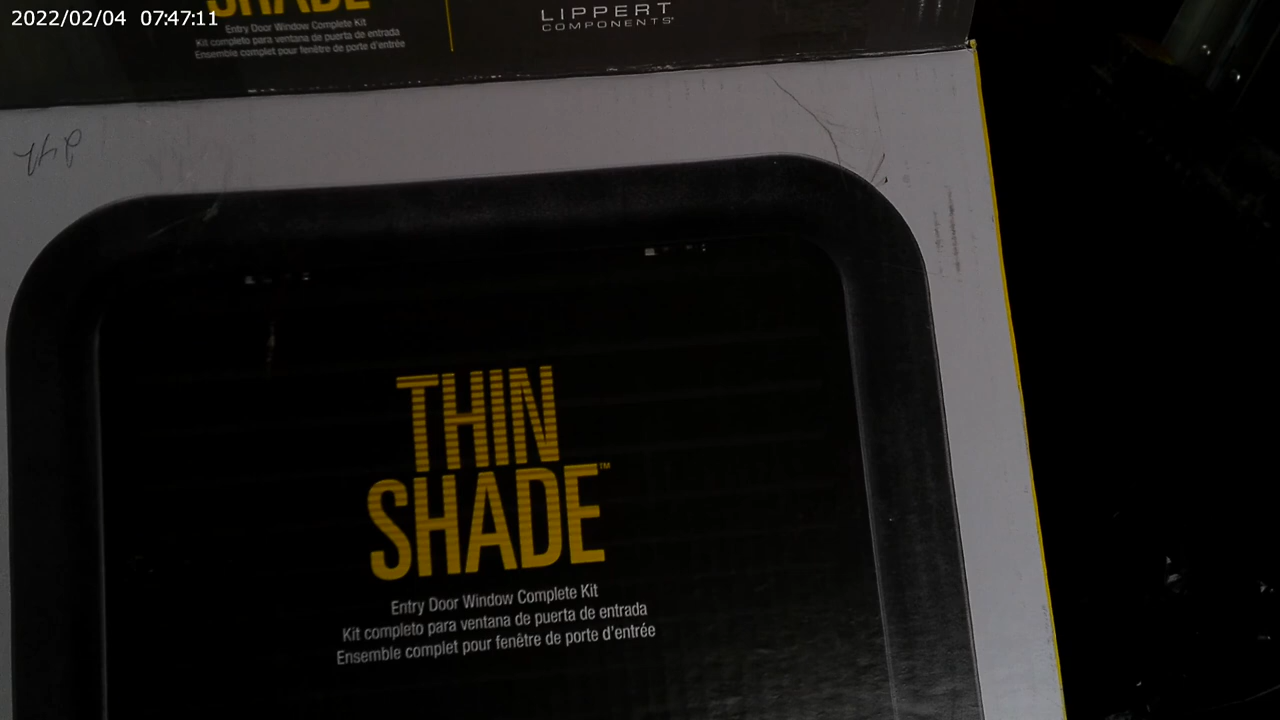 2022/02/04 07:47:11
SHADE
Entry Door Window Complete Kit
Kit completo para ventana de puerta de entrada
Ensemble complet pour fenêtre de porte d'entrée
LIPPERT
COMPONENTS®
THIN
SHADE™
Entry Door Window Complete Kit
Kit completo para ventana de puerta de entrada
Ensemble complet pour fenêtre de porte d'entrée